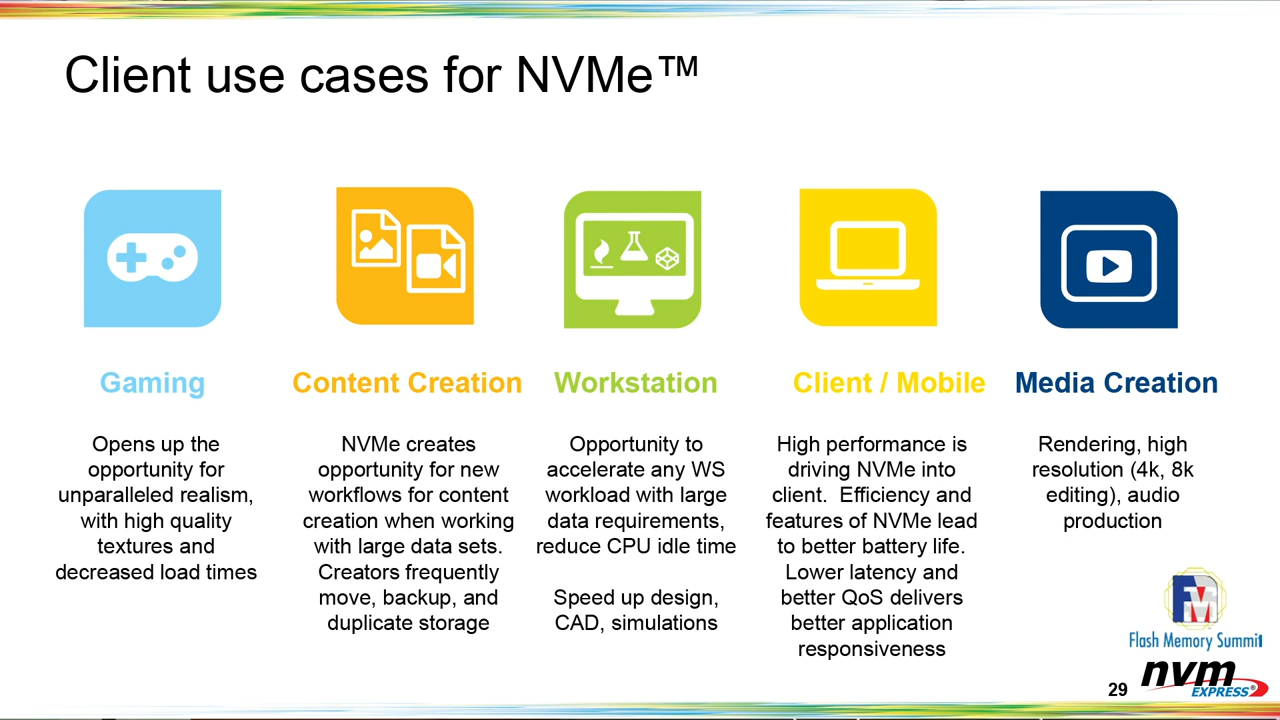 Client use cases for NVMe™
Gaming
Opens up the
opportunity for
unparalleled realism,
with high quality
textures and
decreased load times
Content Creation
NVMe creates
opportunity for new
workflows for content
creation when working
with large data sets.
Creators frequently
move, backup, and
duplicate storage
Workstation
Opportunity to
accelerate any WS
workload with large
data requirements,
reduce CPU idle time
Speed up design,
CAD, simulations
Client / Mobile
High performance is
driving NVMe into
client.  Efficiency and
features of NVMe lead
to better battery life.
Lower latency and
better QoS delivers
better application
responsiveness
Media Creation
Rendering, high
resolution (4k, 8k
editing), audio
production
FM
Flash Memory Summit
29
nvm
EXPRESS®